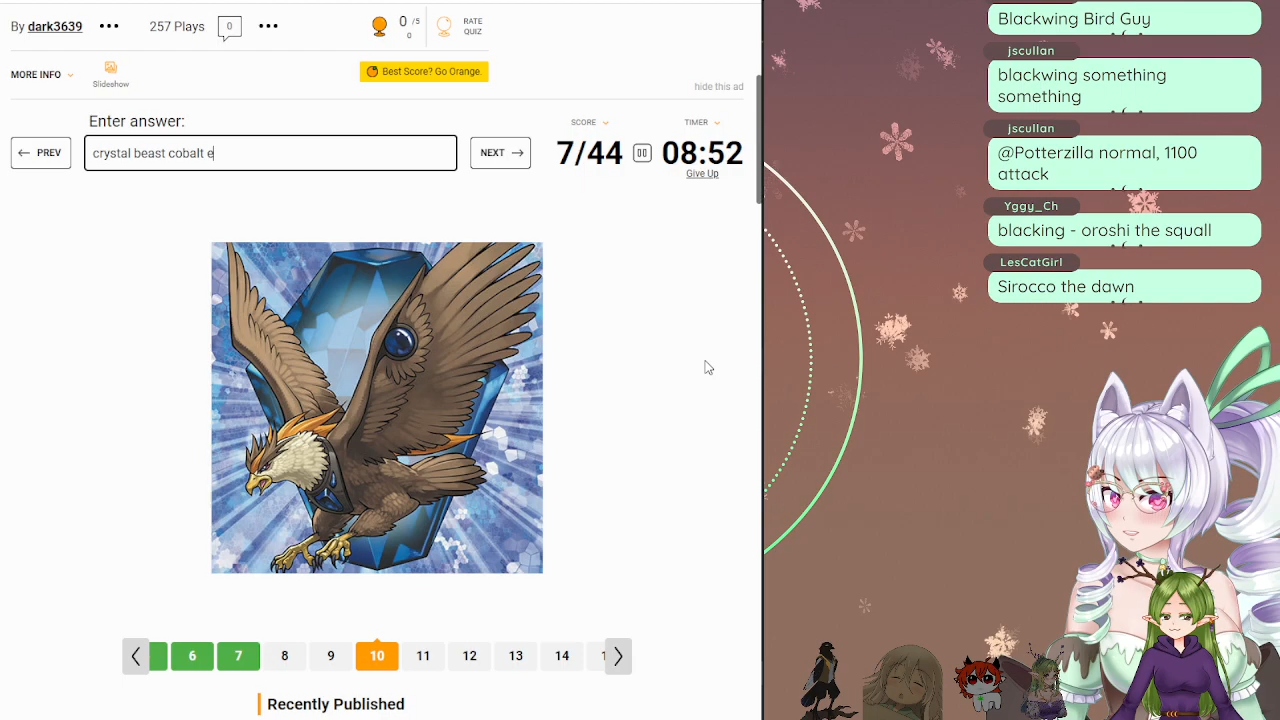 By dark3639 ••• 257 Plays 0 •••
0 /5
0
RATE
QUIZ
MORE INFO
Slideshow
Best Score? Go Orange.
hide this ad
Enter answer:
← PREV
crystal beast cobalt e
NEXT →
SCORE
7/44
TIMER
08:52
Give Up
6 7 8 9 10 11 12 13 14
Recently Published
Blackwing Bird Guy
jscullan
blackwing something
something
jscullan
@Potterzilla normal, 1100
attack
Yggy_Ch
blacking - oroshi the squall
LesCatGirl
Sirocco the dawn